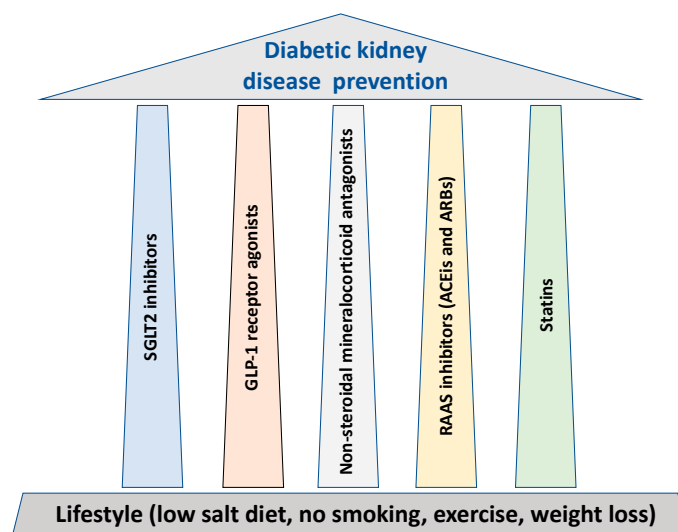 Diabetic kidney
disease prevention
SGLT2 inhibitors
GLP-1 receptor agonists
Non-steroidal mineralocorticoid antagonists
RAAS inhibitors (ACEis and ARBs)
Statins
Lifestyle (low salt diet, no smoking, exercise, weight loss)